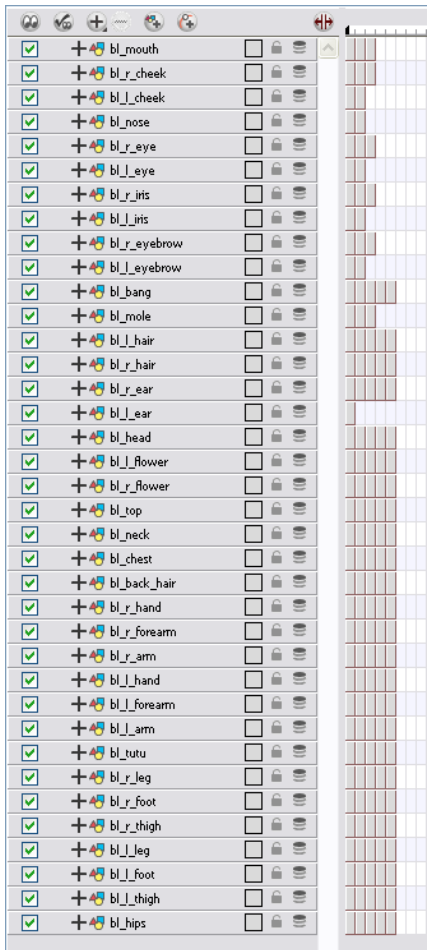 bl_mouth
bl_r_cheek
bl_l_cheek
bl_nose
bl_r_eye
bl_l_eye
bl_r_iris
bl_l_iris
bl_r_eyebrow
bl_l_eyebrow
bl_bang
bl_mole
bl_l_hair
bl_r_hair
bl_r_ear
bl_l_ear
bl_head
bl_l_flower
bl_r_flower
bl_top
bl_neck
bl_chest
bl_back_hair
bl_r_hand
bl_r_forearm
bl_r_arm
bl_l_hand
bl_l_forearm
bl_l_arm
bl_tutu
bl_r_leg
bl_r_foot
bl_r_thigh
bl_l_leg
bl_l_foot
bl_l_thigh
bl_hips